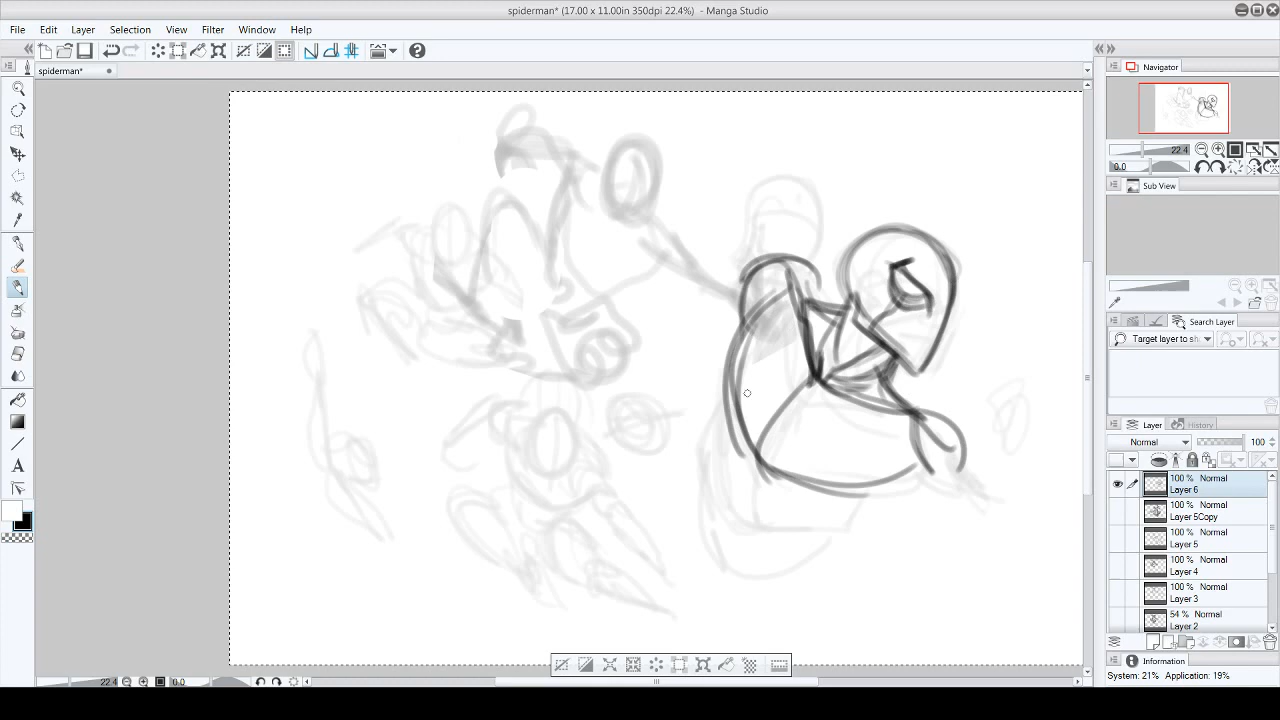 spiderman* (17.00 x 11.00in 350dpi 22.4%) - Manga Studio
File Edit Layer Selection View Filter Window Help
spiderman*
Navigator
22.4
0.0
Sub View
Search Layer
Target layer to sh
Layer History
Normal 100
100 % Normal
Layer 6
100 % Normal
Layer 5Copy
100 % Normal
Layer 5
100 % Normal
Layer 4
100 % Normal
Layer 3
54 % Normal
Layer 2
Information
System: 21% Application: 19%
22.4 0.0